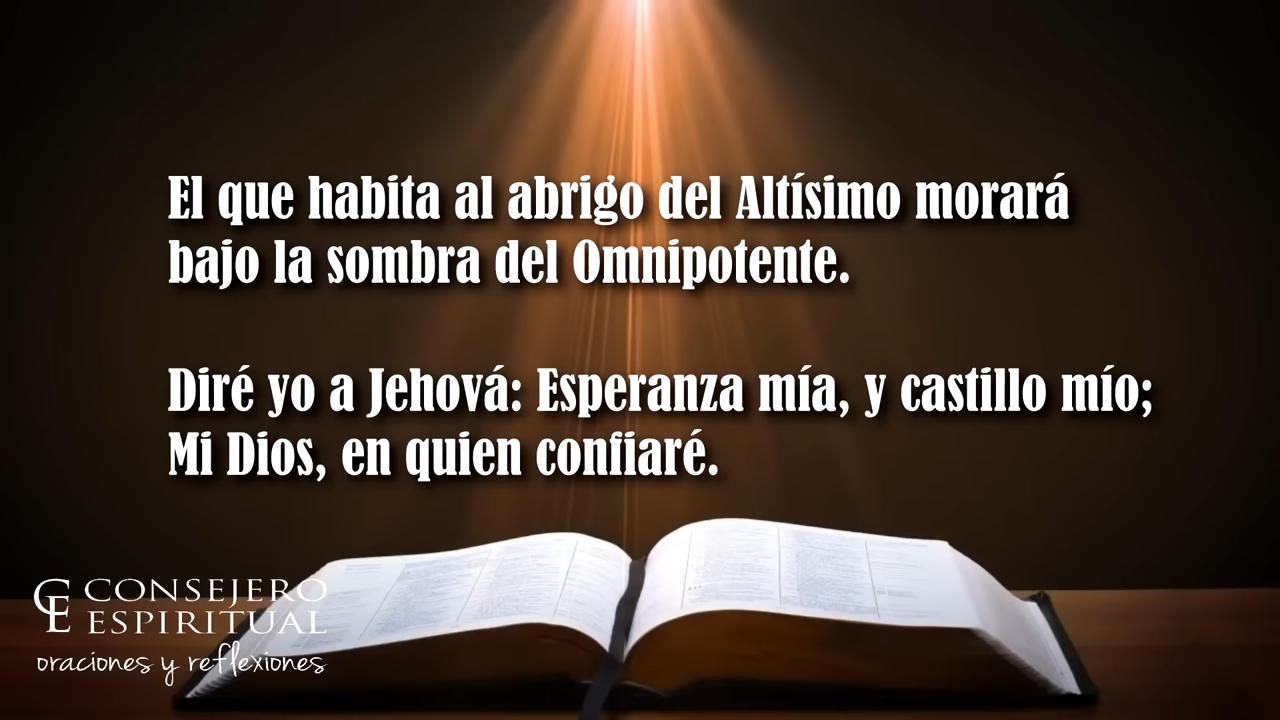 El que habita al abrigo del Altísimo morará
bajo la sombra del Omnipotente.
Diré yo a Jehová: Esperanza mía, y castillo mío;
Mi Dios, en quien confiaré.
CE CONSEJERO
ESPIRITUAL
oraciones y reflexiones